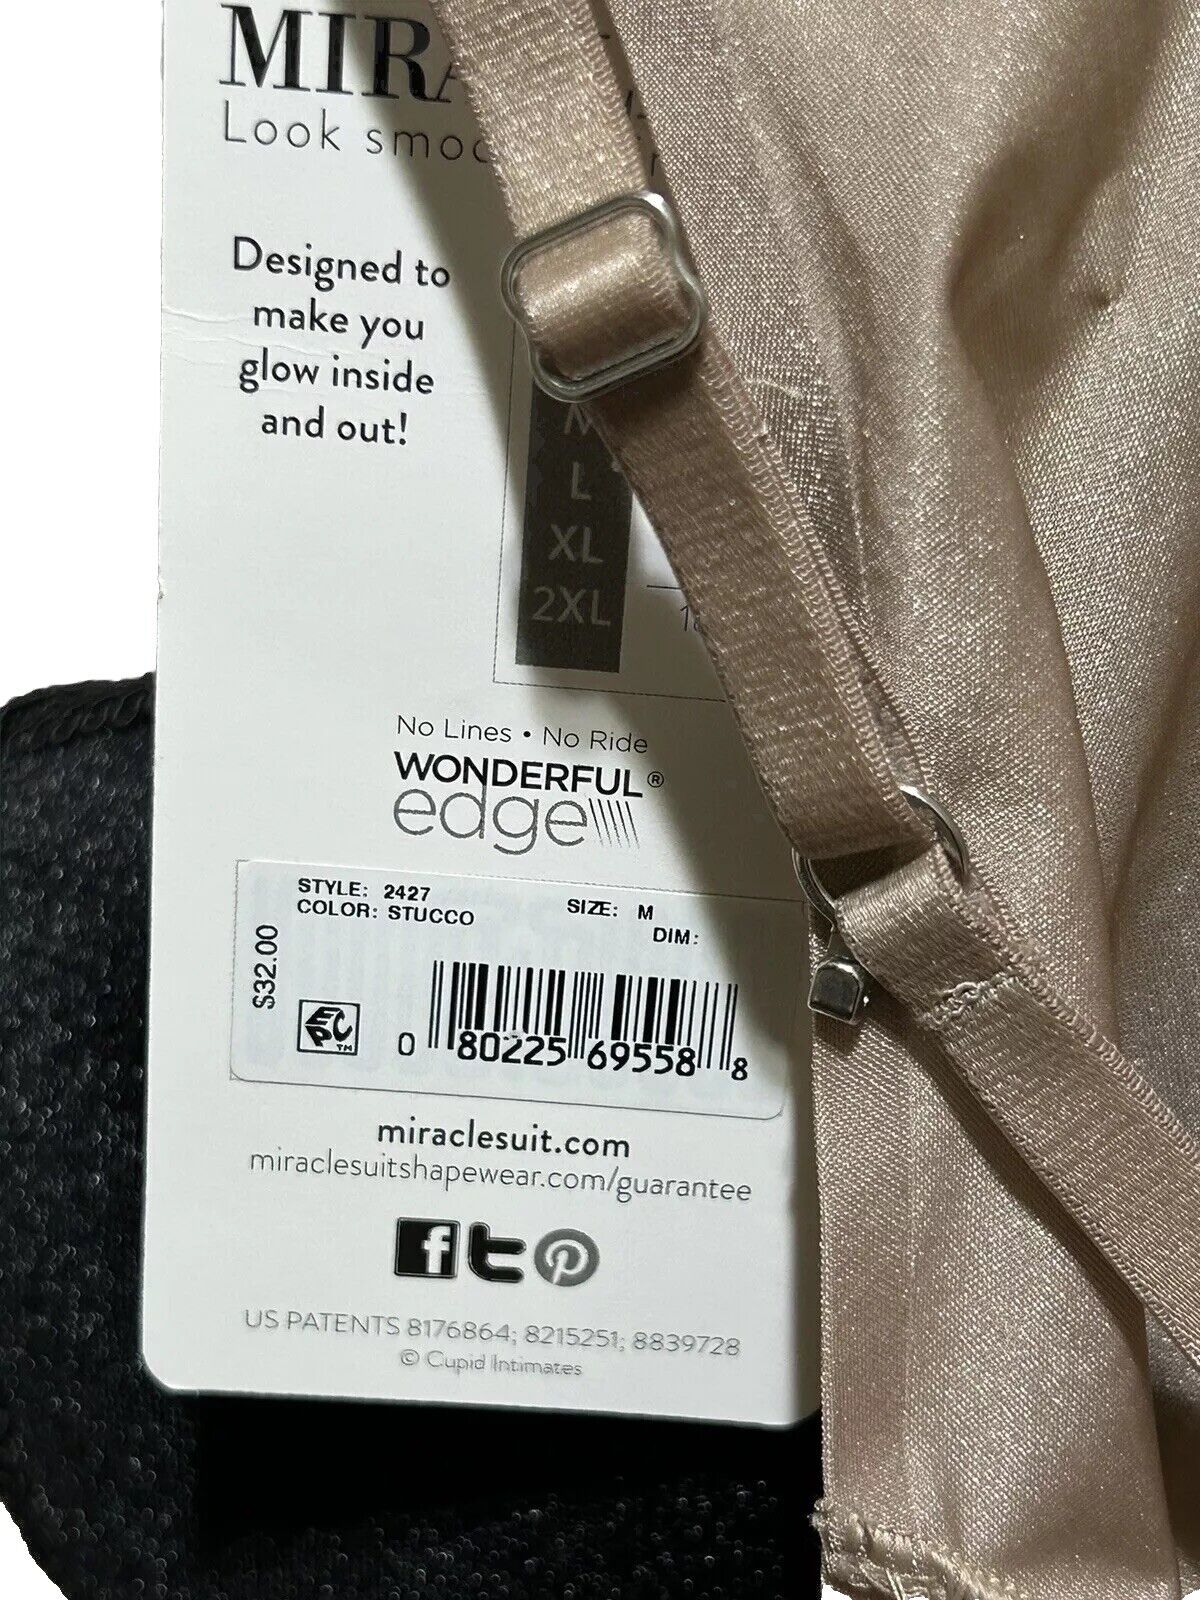 Look
Designed to
make you
glow inside
and out!
M
L
XL
2XL
No Lines • No Ride
WONDERFUL®
edge
STYLE: 2427
COLOR: STUCCO
SIZE: M
DIM:
$32.00
EPC™
0 80225 69558 8
miraclesuit.com
miraclesuitshapewear.com/guarantee
US PATENTS 8176864; 8215251; 8839728
© Cupid Intimates